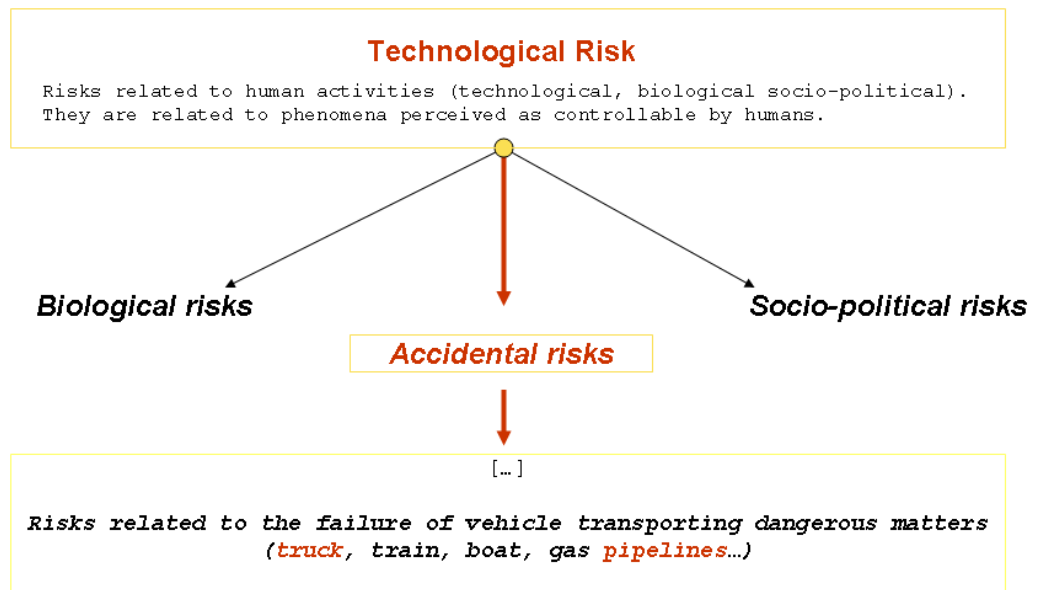 Technological Risk
Risks related to human activities (technological, biological socio-political).
They are related to phenomena perceived as controllable by humans.
Biological risks
Socio-political risks
Accidental risks
[…]
Risks related to the failure of vehicle transporting dangerous matters
(truck, train, boat, gas pipelines…)